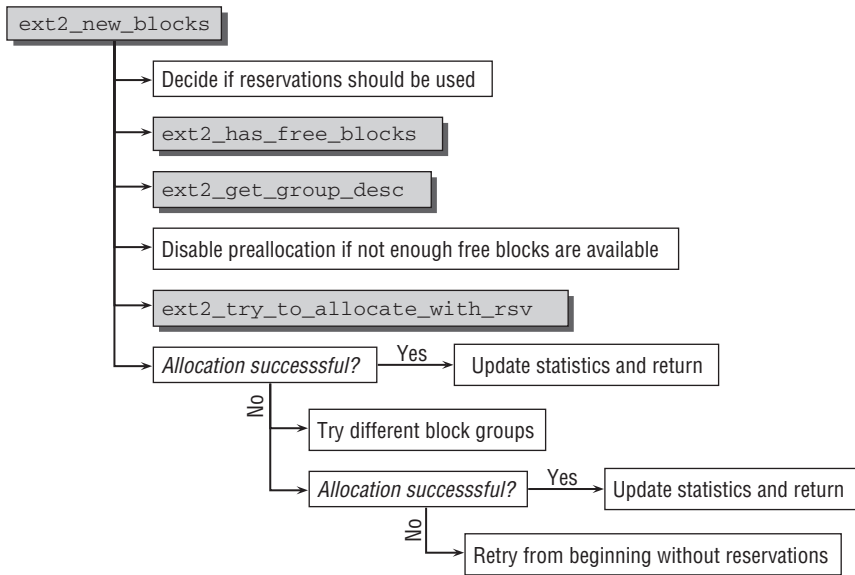 ext2_new_blocks
Decide if reservations should be used
ext2_has_free_blocks
ext2_get_group_desc
Disable preallocation if not enough free blocks are available
ext2_try_to_allocate_with_rsv
Allocation successsful?
Yes
Update statistics and return
No
Try different block groups
Allocation successsful?
Yes
Update statistics and return
No
Retry from beginning without reservations